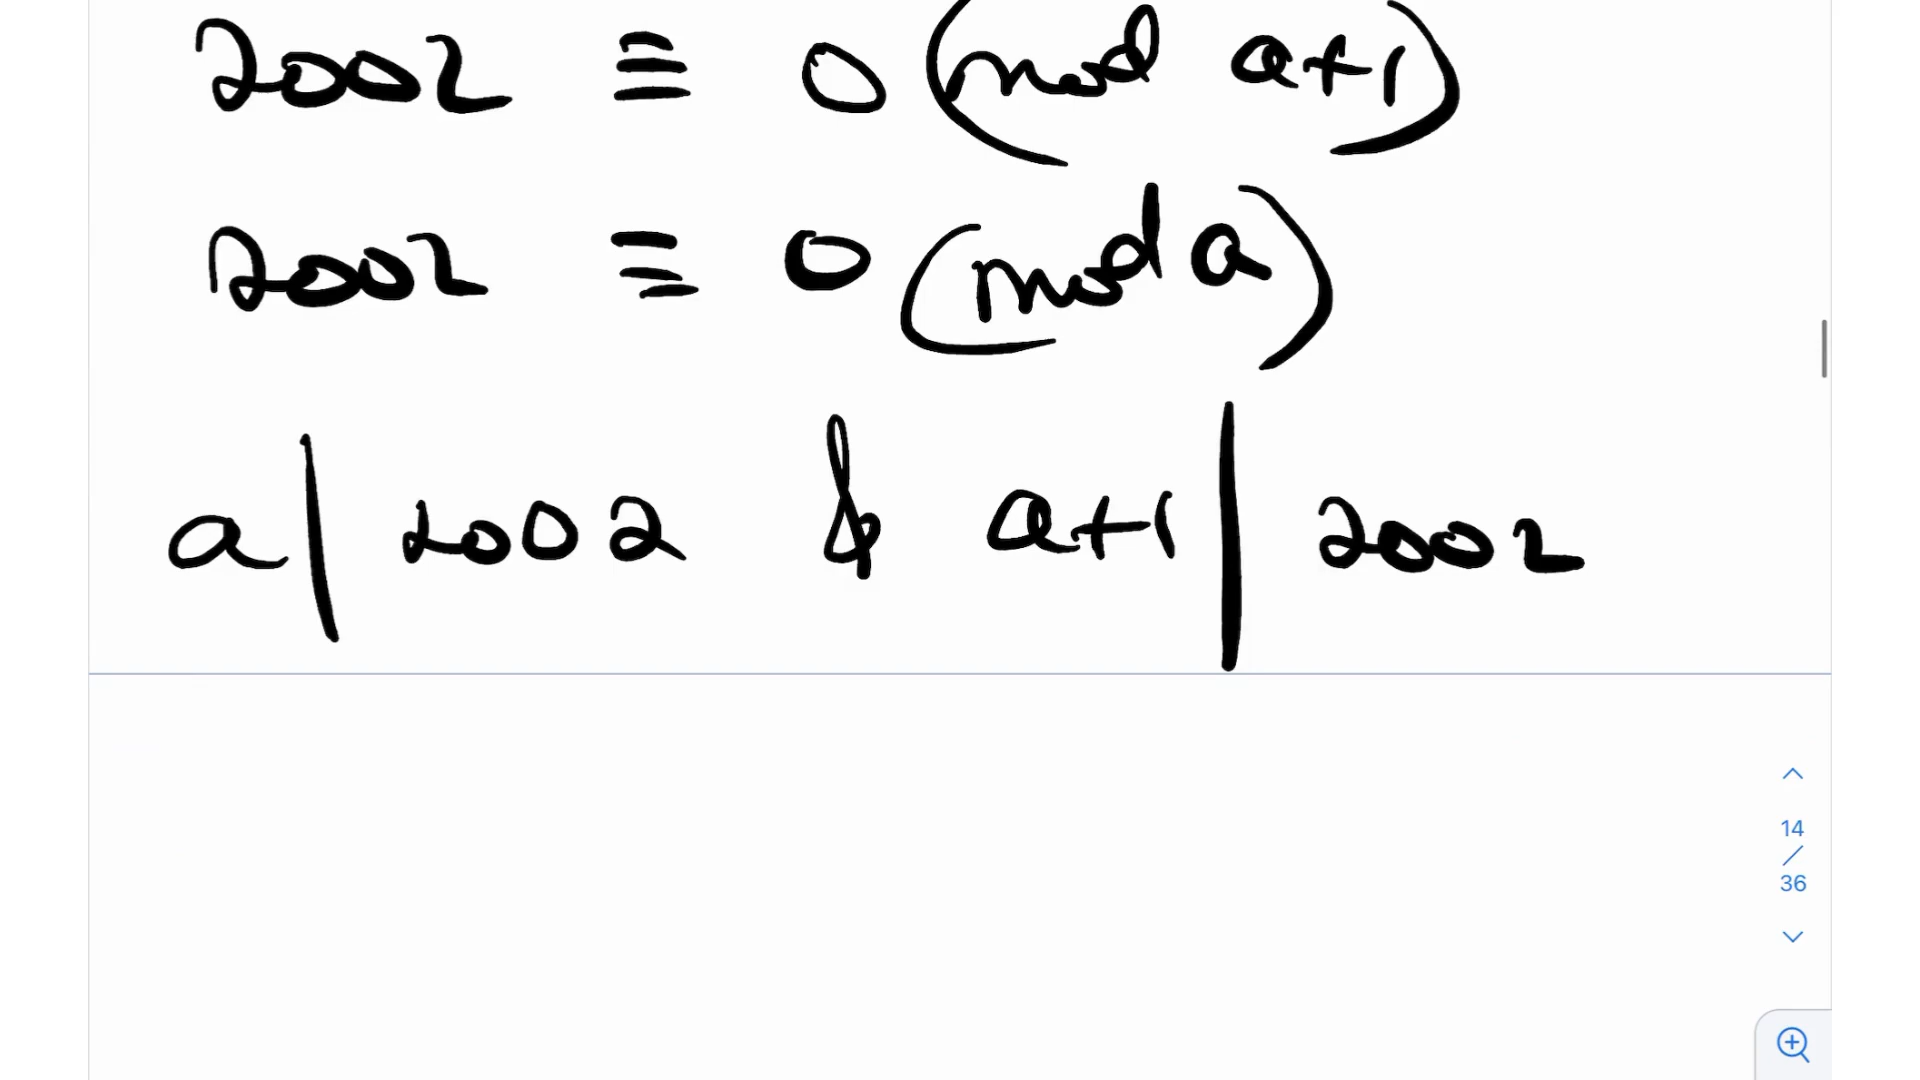 2002 ≡ 0 (mod a+1)
2002 ≡ 0 (mod a)
a | 2002 & a+1 | 2002
14
/
36